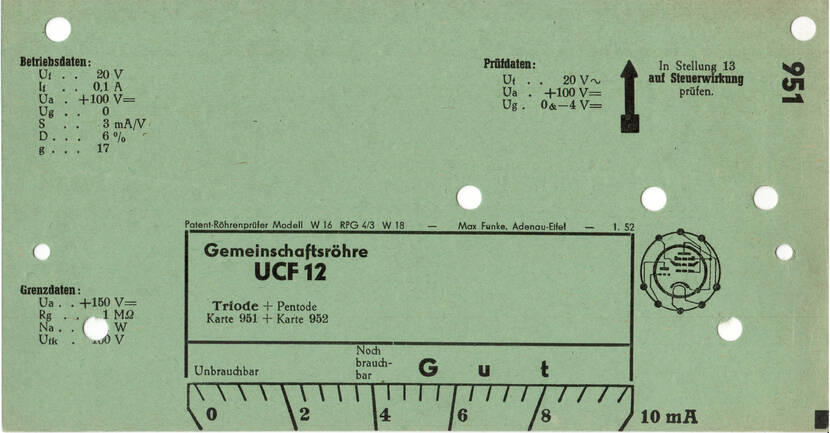 Betriebsdaten:
Uf . . 20 V
If . . 0,1 A
Ua . +100 V=
Ug . . 0
S . . 3 mA/V
D . . . 6 %
g . . . 17
Prüfdaten:
Uf . . 20 V~
Ua . +100 V=
Ug . 0 & −4 V=
In Stellung 13
auf Steuerwirkung
prüfen.
951
Patent-Röhrenprüfer Modell W 16 RPG 4/3 W 18 — Max Funke, Adenau-Eifel — 1. 52
Gemeinschaftsröhre
UCF 12
Triode + Pentode
Karte 951 + Karte 952
Grenzdaten:
Ua . . +150 V=
Rg . . 1 MΩ
Na . . W
Ufk . 00 V
Unbrauchbar
Noch
brauch-
bar
Gut
0 2 4 6 8 10 mA